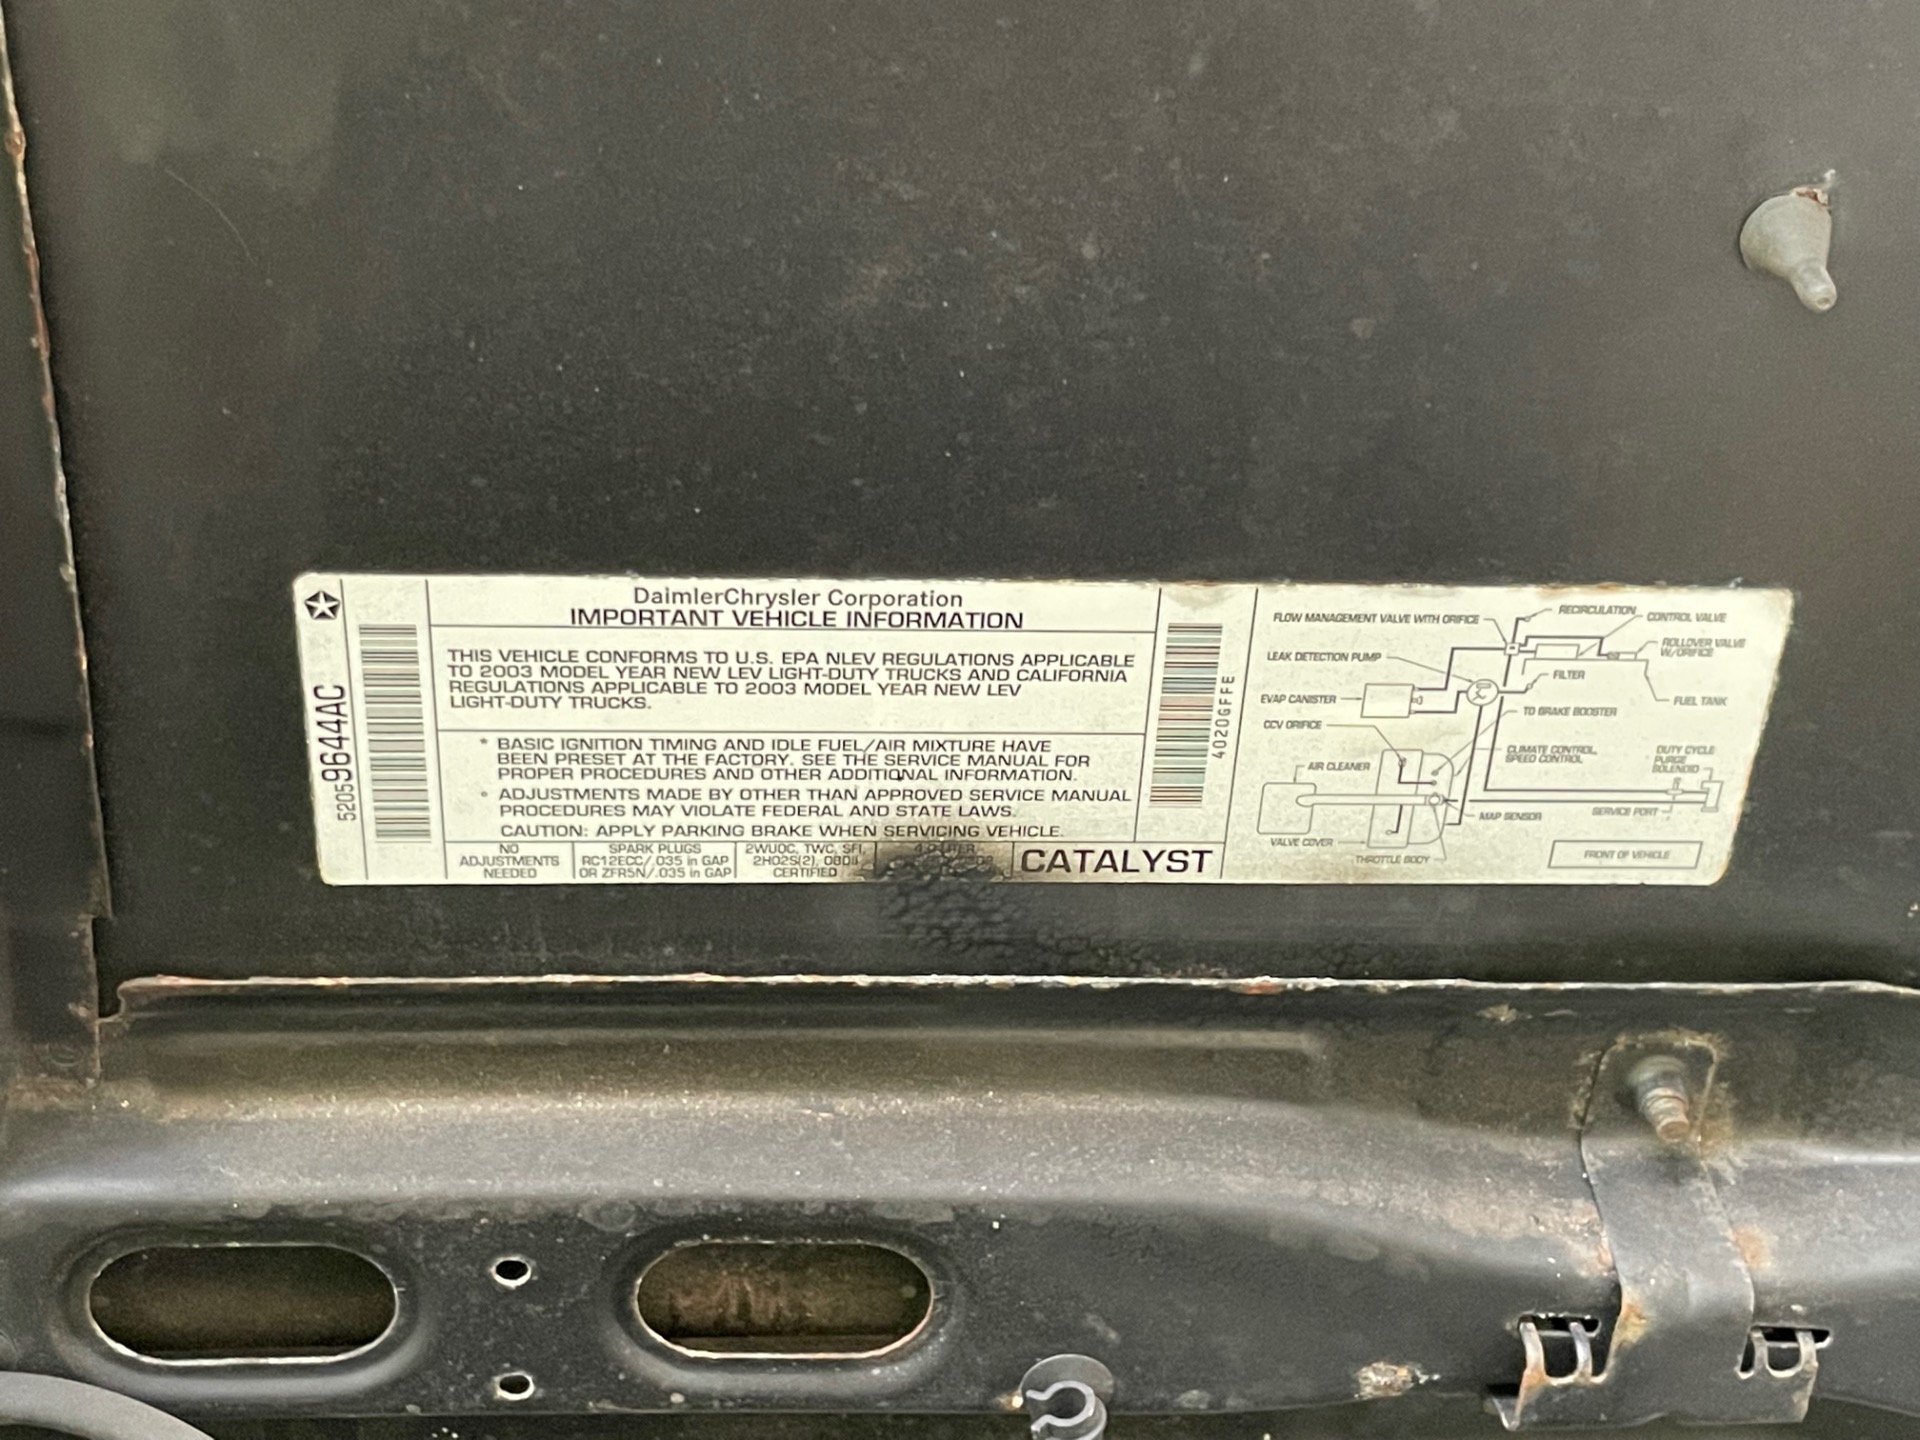 52059644AC
DaimlerChrysler Corporation
IMPORTANT VEHICLE INFORMATION
THIS VEHICLE CONFORMS TO U.S. EPA NLEV REGULATIONS APPLICABLE
TO 2003 MODEL YEAR NEW LEV LIGHT-DUTY TRUCKS AND CALIFORNIA
REGULATIONS APPLICABLE TO 2003 MODEL YEAR NEW LEV
LIGHT-DUTY TRUCKS.
* BASIC IGNITION TIMING AND IDLE FUEL/AIR MIXTURE HAVE
BEEN PRESET AT THE FACTORY. SEE THE SERVICE MANUAL FOR
PROPER PROCEDURES AND OTHER ADDITIONAL INFORMATION.
* ADJUSTMENTS MADE BY OTHER THAN APPROVED SERVICE MANUAL
PROCEDURES MAY VIOLATE FEDERAL AND STATE LAWS.
CAUTION: APPLY PARKING BRAKE WHEN SERVICING VEHICLE.
NO
ADJUSTMENTS
NEEDED
SPARK PLUGS
RC12ECC/.035 in GAP
OR ZFR5N/.035 in GAP
2WUOC, TWC, SFI,
2HO2S(2), OBDII
CERTIFIED
4.0 LITER
CATALYST
4020GFFE
FLOW MANAGEMENT VALVE WITH ORIFICE
RECIRCULATION
CONTROL VALVE
ROLLOVER VALVE
W/ORIFICE
LEAK DETECTION PUMP
FILTER
EVAP CANISTER
FUEL TANK
CCV ORIFICE
TO BRAKE BOOSTER
CLIMATE CONTROL,
SPEED CONTROL
DUTY CYCLE
PURGE
SOLENOID
AIR CLEANER
SERVICE PORT
MAP SENSOR
VALVE COVER
THROTTLE BODY
FRONT OF VEHICLE